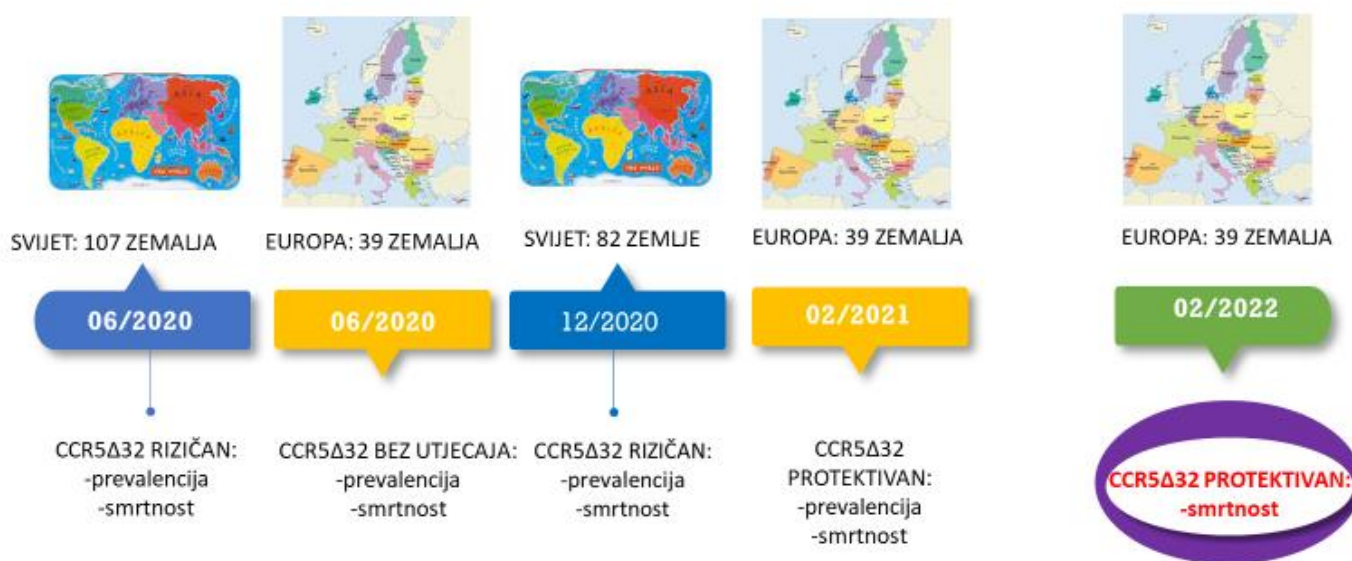 SVIJET: 107 ZEMALJA
06/2020
CCR5Δ32 RIZIČAN:
-prevalencija
-smrtnost
EUROPA: 39 ZEMALJA
06/2020
CCR5Δ32 BEZ UTJECAJA:
-prevalencija
-smrtnost
SVIJET: 82 ZEMLJE
12/2020
CCR5Δ32 RIZIČAN:
-prevalencija
-smrtnost
EUROPA: 39 ZEMALJA
02/2021
CCR5Δ32
PROTEKTIVAN:
-prevalencija
-smrtnost
EUROPA: 39 ZEMALJA
02/2022
CCR5Δ32 PROTEKTIVAN:
-smrtnost